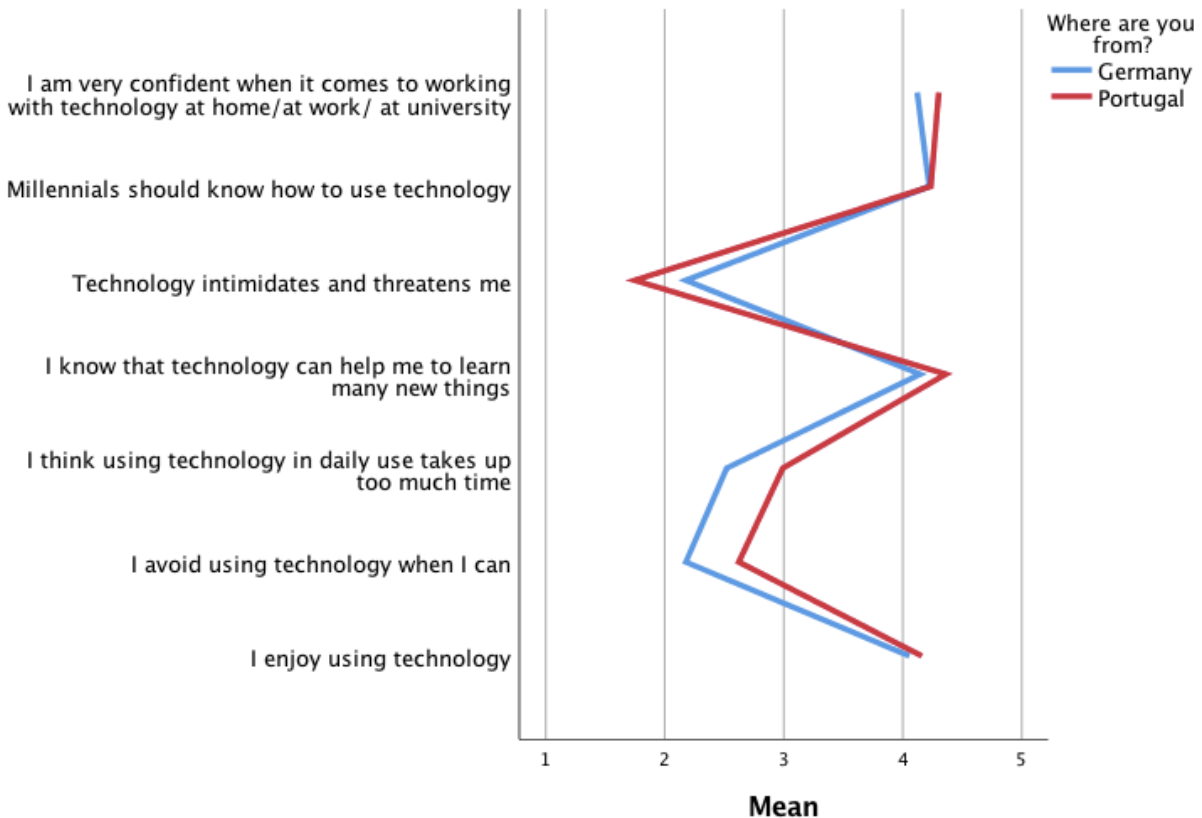 Where are you
from?
Germany
Portugal
I am very confident when it comes to working
with technology at home/at work/ at university
Millennials should know how to use technology
Technology intimidates and threatens me
I know that technology can help me to learn
many new things
I think using technology in daily use takes up
too much time
I avoid using technology when I can
I enjoy using technology
1 2 3 4 5
Mean